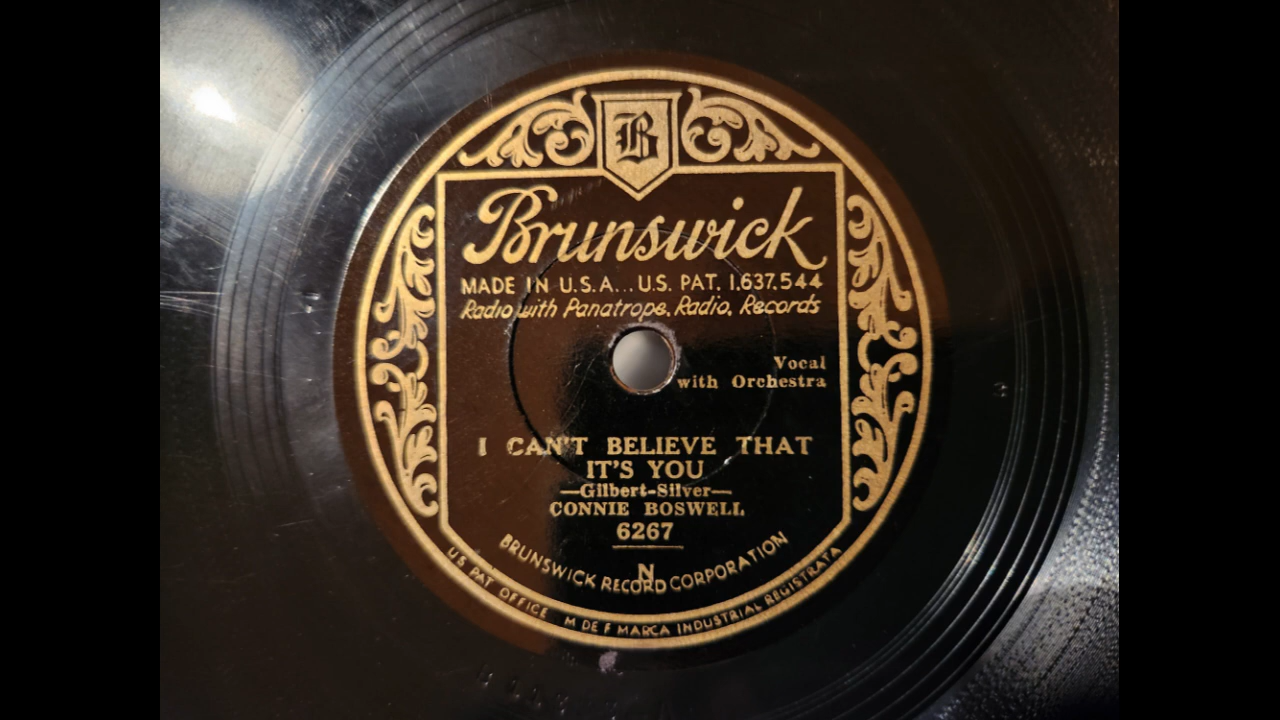 B
Brunswick
MADE IN U.S.A... U.S. PAT. 1,637,544
Radio with Panatrope, Radio, Records
Vocal
with Orchestra
I CAN'T BELIEVE THAT
IT'S YOU
—Gilbert-Silver—
CONNIE BOSWELL
6267
N
BRUNSWICK RECORD CORPORATION
U.S. PAT OFFICE M DE F MARCA INDUSTRIAL REGISTRATA